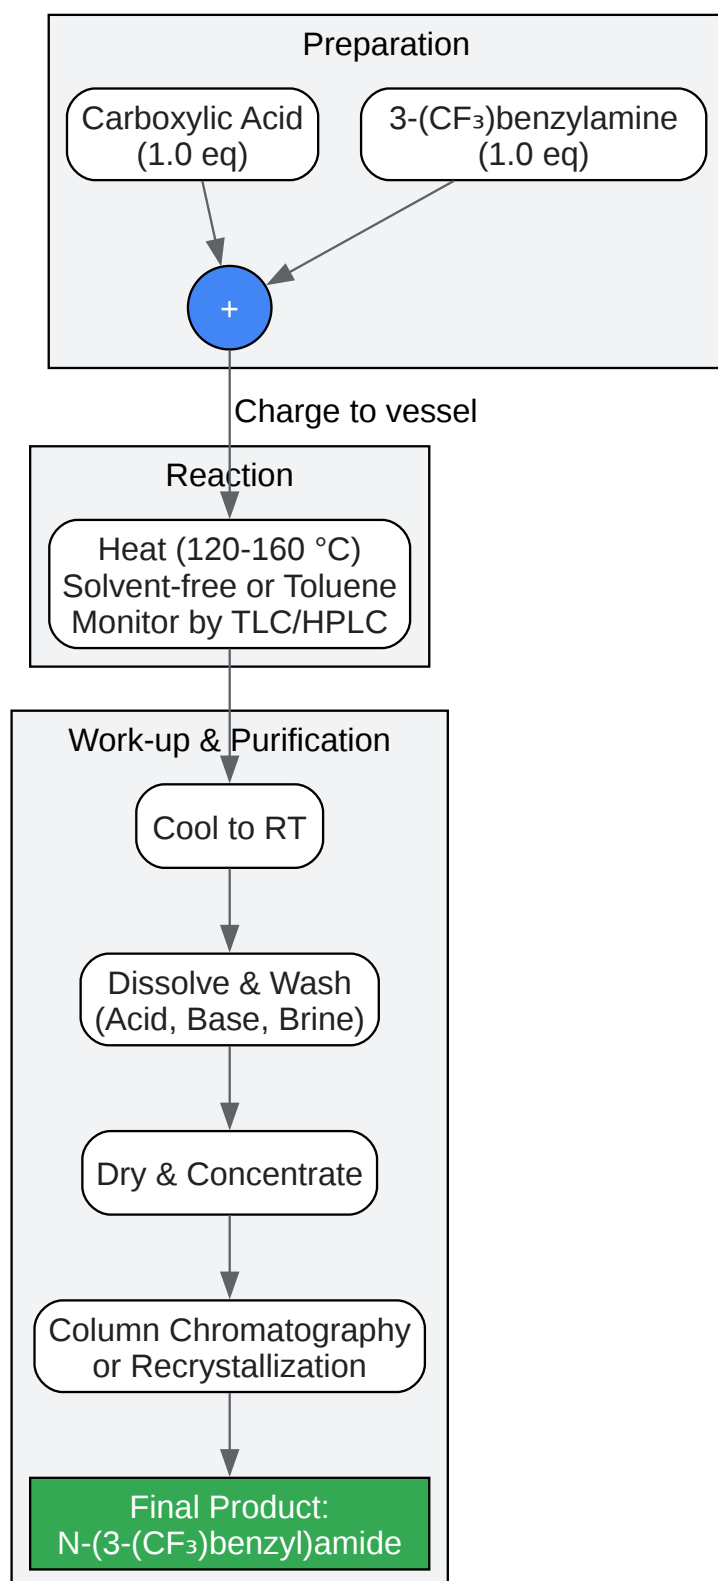 Preparation
Carboxylic Acid
(1.0 eq)
3-(CF₃)benzylamine
(1.0 eq)
+
Charge to vessel
Reaction
Heat (120-160 °C)
Solvent-free or Toluene
Monitor by TLC/HPLC
Work-up & Purification
Cool to RT
Dissolve & Wash
(Acid, Base, Brine)
Dry & Concentrate
Column Chromatography
or Recrystallization
Final Product:
N-(3-(CF₃)benzyl)amide